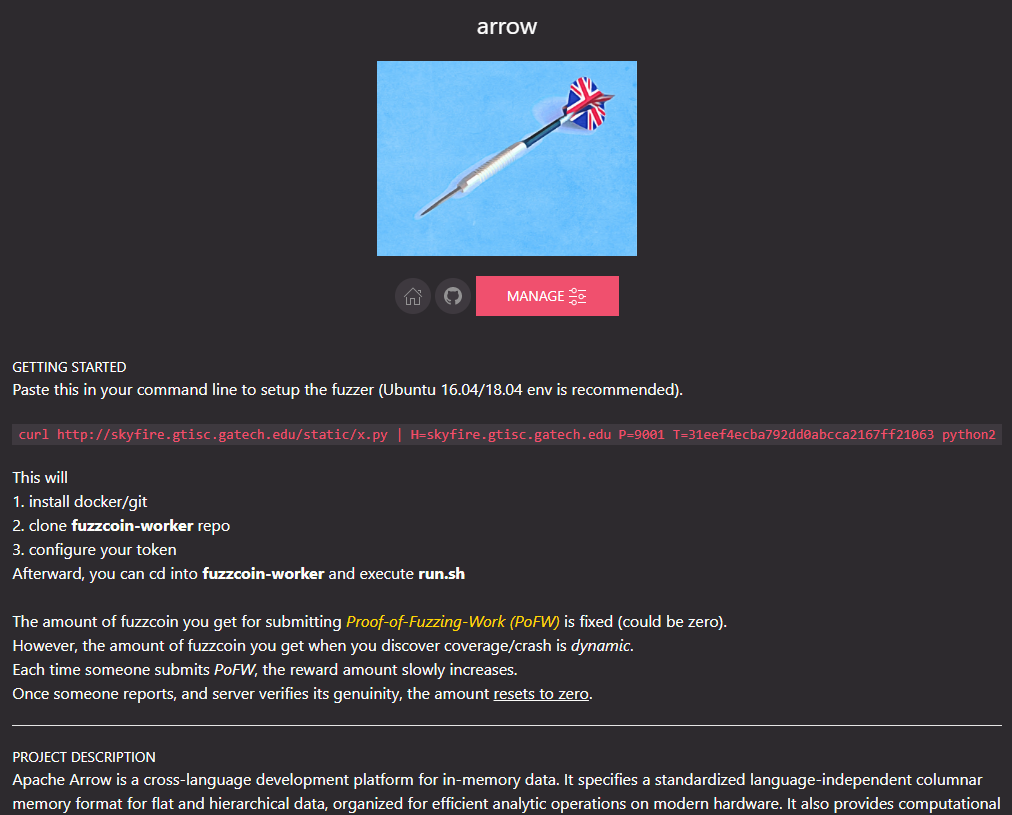 arrow
MANAGE
GETTING STARTED
Paste this in your command line to setup the fuzzer (Ubuntu 16.04/18.04 env is recommended).
curl http://skyfire.gtisc.gatech.edu/static/x.py | H=skyfire.gtisc.gatech.edu P=9001 T=31eef4ecba792dd0abcca2167ff21063 python2
This will
1. install docker/git
2. clone fuzzcoin-worker repo
3. configure your token
Afterward, you can cd into fuzzcoin-worker and execute run.sh
The amount of fuzzcoin you get for submitting Proof-of-Fuzzing-Work (PoFW) is fixed (could be zero).
However, the amount of fuzzcoin you get when you discover coverage/crash is dynamic.
Each time someone submits PoFW, the reward amount slowly increases.
Once someone reports, and server verifies its genuinity, the amount resets to zero.
PROJECT DESCRIPTION
Apache Arrow is a cross-language development platform for in-memory data. It specifies a standardized language-independent columnar
memory format for flat and hierarchical data, organized for efficient analytic operations on modern hardware. It also provides computational